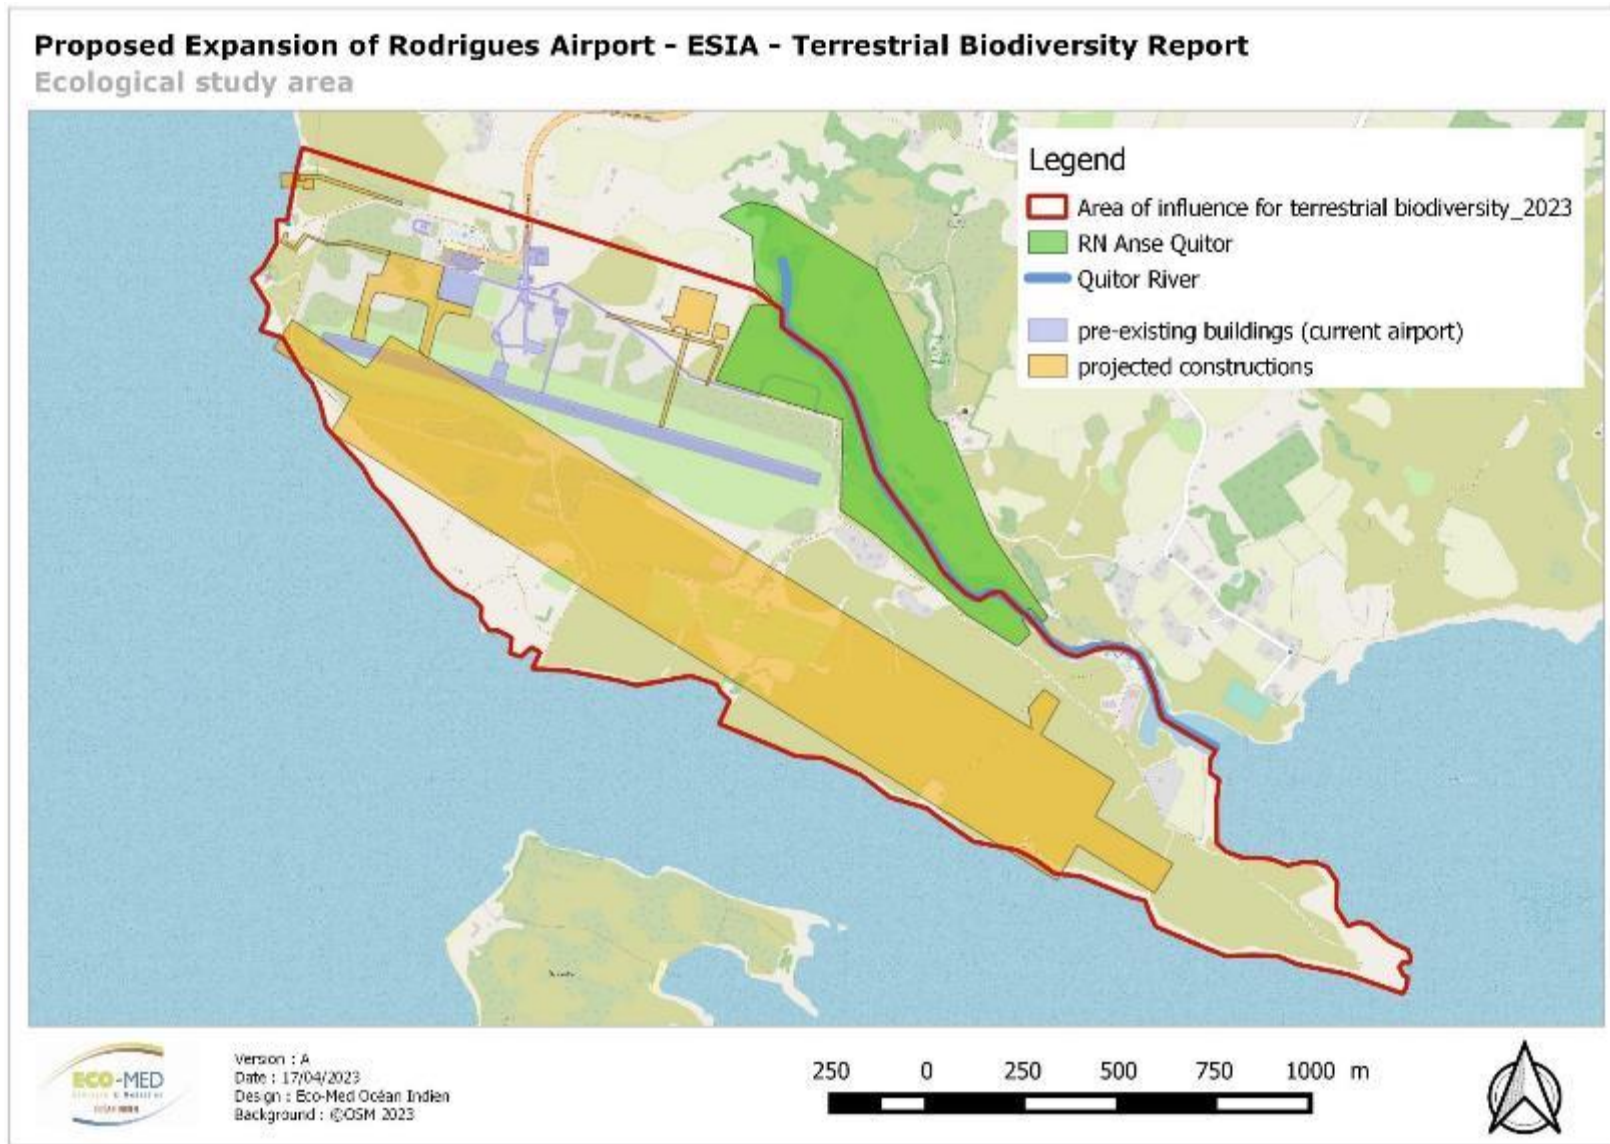 Proposed Expansion of Rodrigues Airport - ESIA - Terrestrial Biodiversity Report
Ecological study area
Legend
Area of influence for terrestrial biodiversity_2023
RN Anse Quitor
Quitor River
pre-existing buildings (current airport)
projected constructions
ECO-MED
OCÉAN INDIEN
Version : A
Date : 17/04/2023
Design : Eco-Med Océan Indien
Background : ©OSM 2023
250 0 250 500 750 1000 m